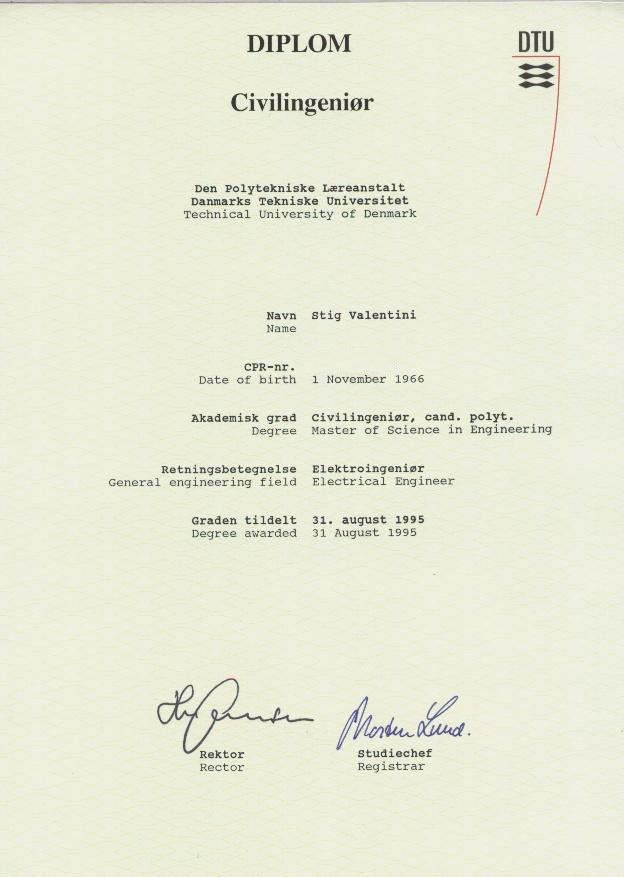 DIPLOM
DTU
Civilingeniør
Den Polytekniske Læreanstalt
Danmarks Tekniske Universitet
Technical University of Denmark
Navn Stig Valentini
Name
CPR-nr.
Date of birth 1 November 1966
Akademisk grad Civilingeniør, cand. polyt.
Degree Master of Science in Engineering
Retningsbetegnelse Elektroingeniør
General engineering field Electrical Engineer
Graden tildelt 31. august 1995
Degree awarded 31 August 1995
Morten Lund.
Rektor Studiechef
Rector Registrar